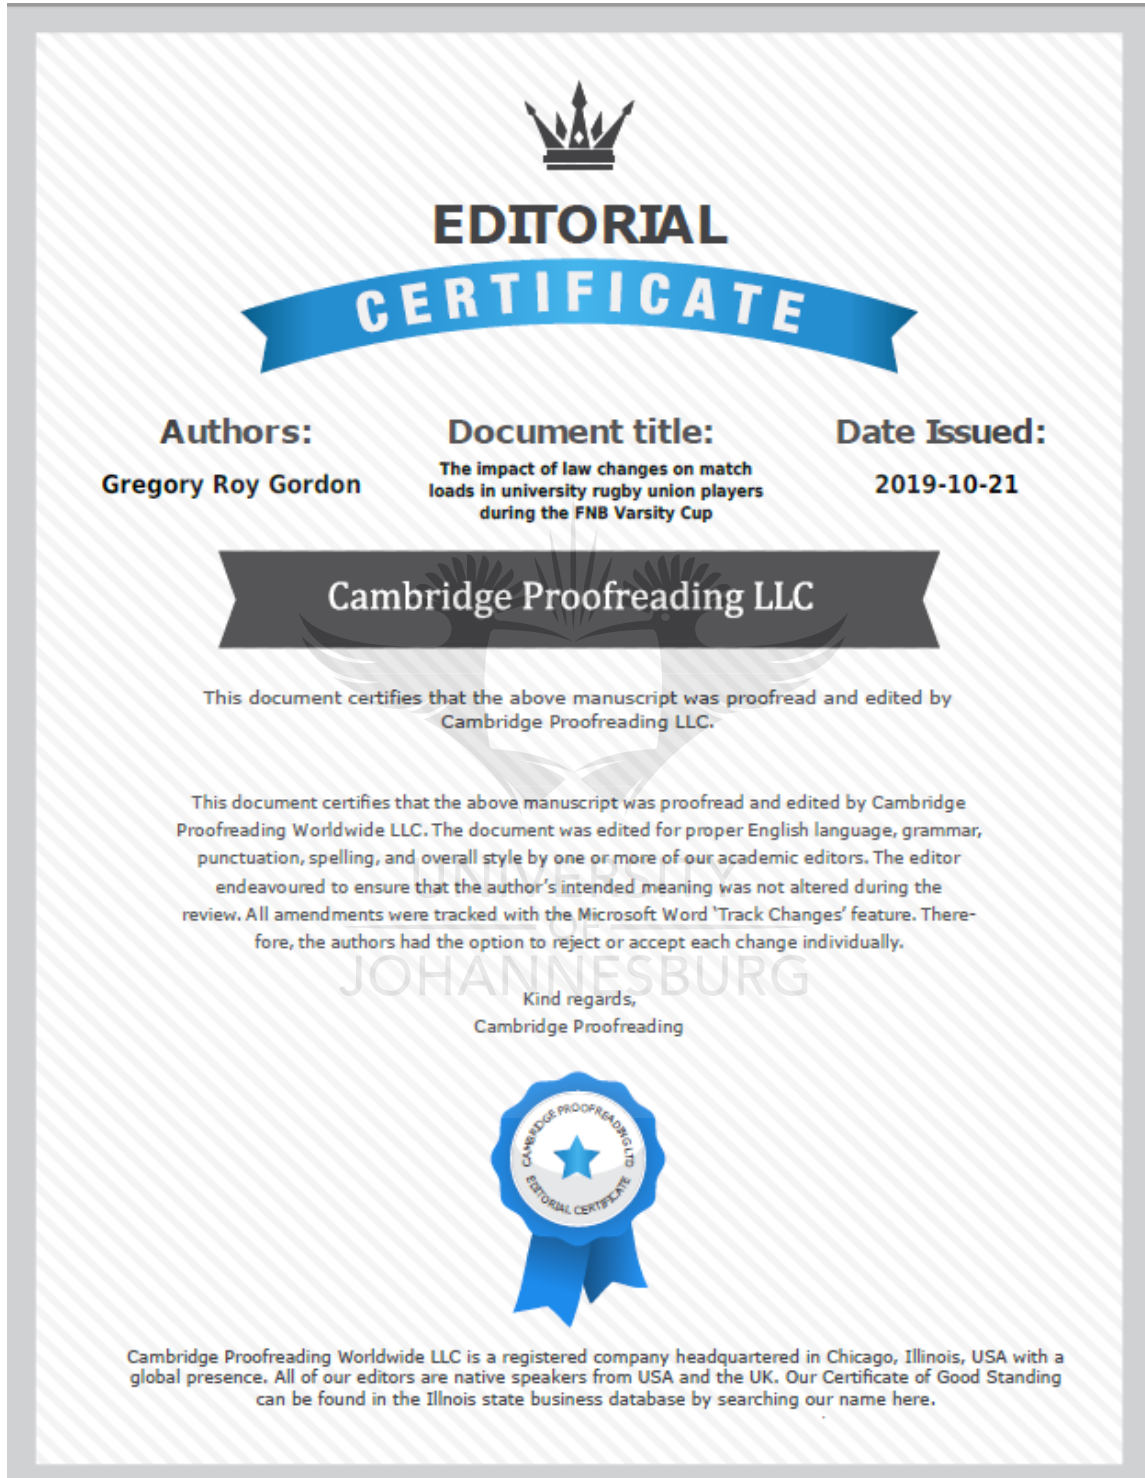 EDITORIAL
CERTIFICATE
Authors:
Gregory Roy Gordon
Document title:
The impact of law changes on match
loads in university rugby union players
during the FNB Varsity Cup
Date Issued:
2019-10-21
Cambridge Proofreading LLC
This document certifies that the above manuscript was proofread and edited by
Cambridge Proofreading LLC.
This document certifies that the above manuscript was proofread and edited by Cambridge
Proofreading Worldwide LLC. The document was edited for proper English language, grammar,
punctuation, spelling, and overall style by one or more of our academic editors. The editor
endeavoured to ensure that the author's intended meaning was not altered during the
review. All amendments were tracked with the Microsoft Word 'Track Changes' feature. There-
fore, the authors had the option to reject or accept each change individually.
UNIVERSITY
OF
JOHANNESBURG
Kind regards,
Cambridge Proofreading
CAMBRIDGE PROOFREADING LTD
EDITORIAL CERTIFICATE
Cambridge Proofreading Worldwide LLC is a registered company headquartered in Chicago, Illinois, USA with a
global presence. All of our editors are native speakers from USA and the UK. Our Certificate of Good Standing
can be found in the Illnois state business database by searching our name here.